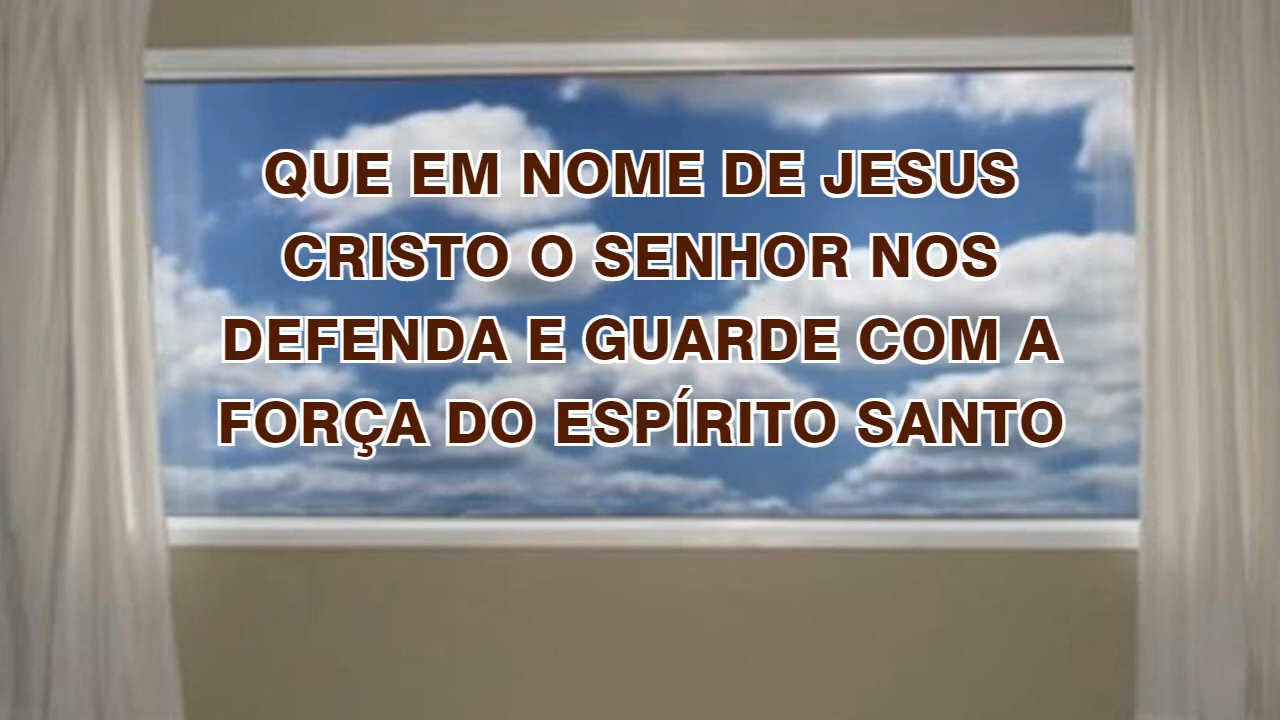 QUE EM NOME DE JESUS
CRISTO O SENHOR NOS
DEFENDA E GUARDE COM A
FORÇA DO ESPÍRITO SANTO